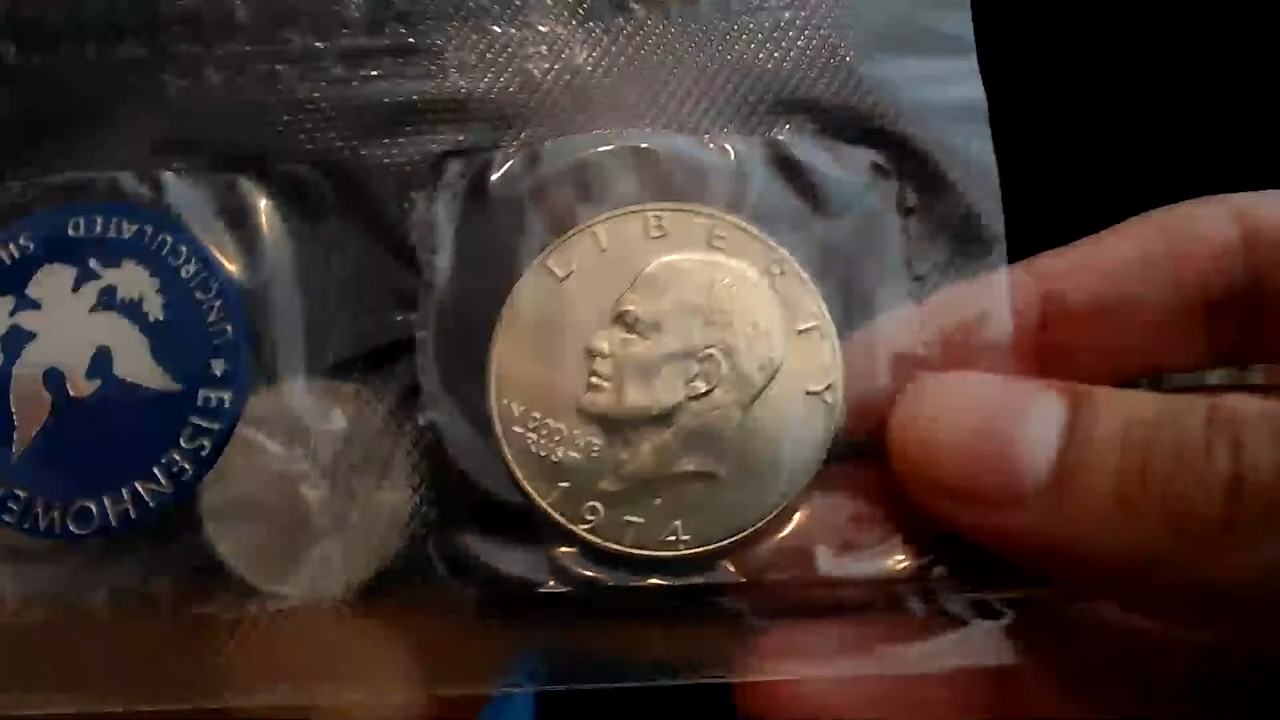 LIBERTY
IN GOD WE
TRUST
1974
EISENHOWE
UNCIRCULATED